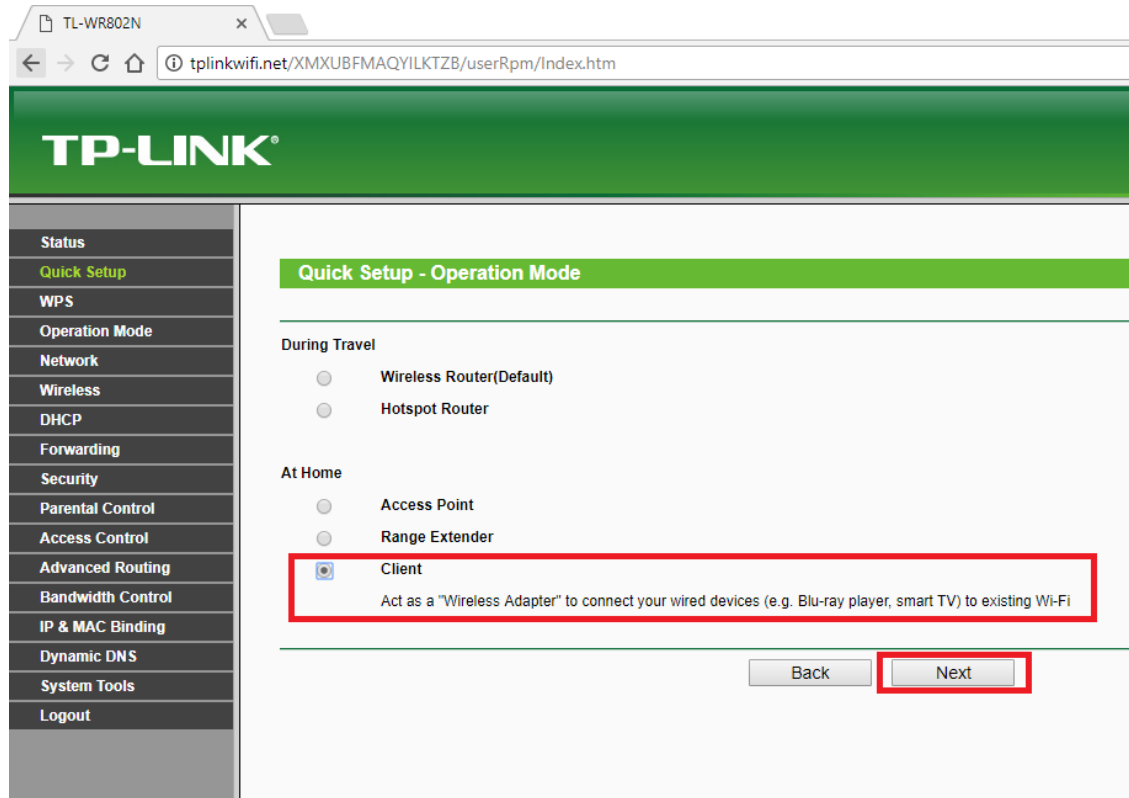 TL-WR802N
tplinkwifi.net/XMXUBFMAQYILKTZB/userRpm/Index.htm
TP-LINK®
Status
Quick Setup
WPS
Operation Mode
Network
Wireless
DHCP
Forwarding
Security
Parental Control
Access Control
Advanced Routing
Bandwidth Control
IP & MAC Binding
Dynamic DNS
System Tools
Logout
Quick Setup - Operation Mode
During Travel
Wireless Router(Default)
Hotspot Router
At Home
Access Point
Range Extender
Client
Act as a "Wireless Adapter" to connect your wired devices (e.g. Blu-ray player, smart TV) to existing Wi-Fi
Back Next